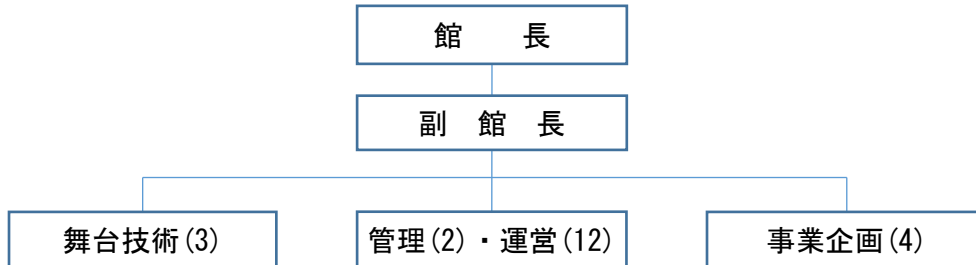 館　　長
副　館　長
舞台技術(3)
管理(2)・運営(12)
事業企画(4)